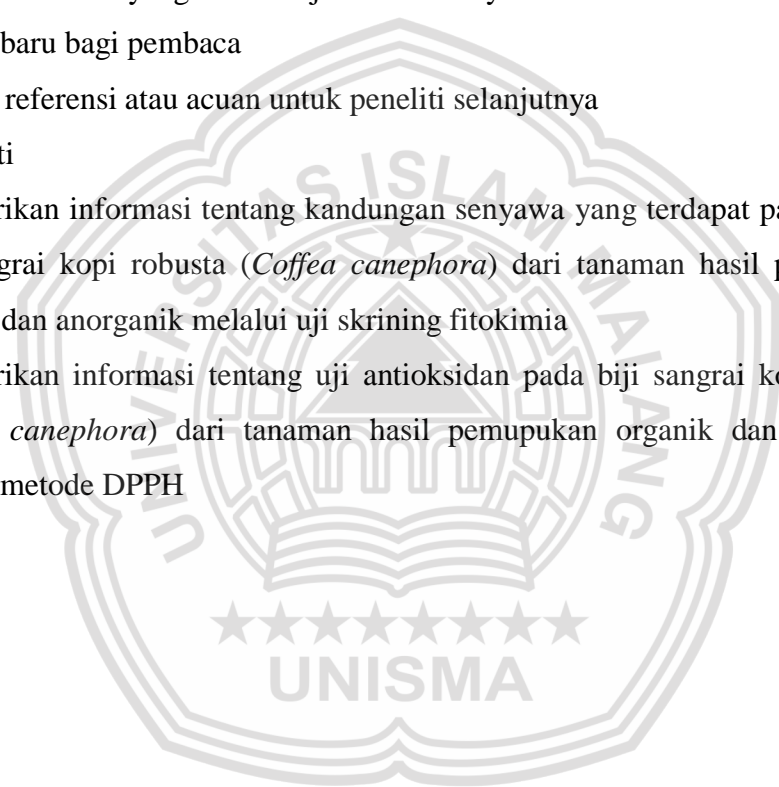 baru bagi pembaca
referensi atau acuan untuk peneliti selanjutnya
ti
rikan informasi tentang kandungan senyawa yang terdapat pa
grai kopi robusta (Coffea canephora) dari tanaman hasil p
dan anorganik melalui uji skrining fitokimia
rikan informasi tentang uji antioksidan pada biji sangrai ko
canephora) dari tanaman hasil pemupukan organik dan
metode DPPH
UNIVERSITAS ISLAM MALANG
UNISMA